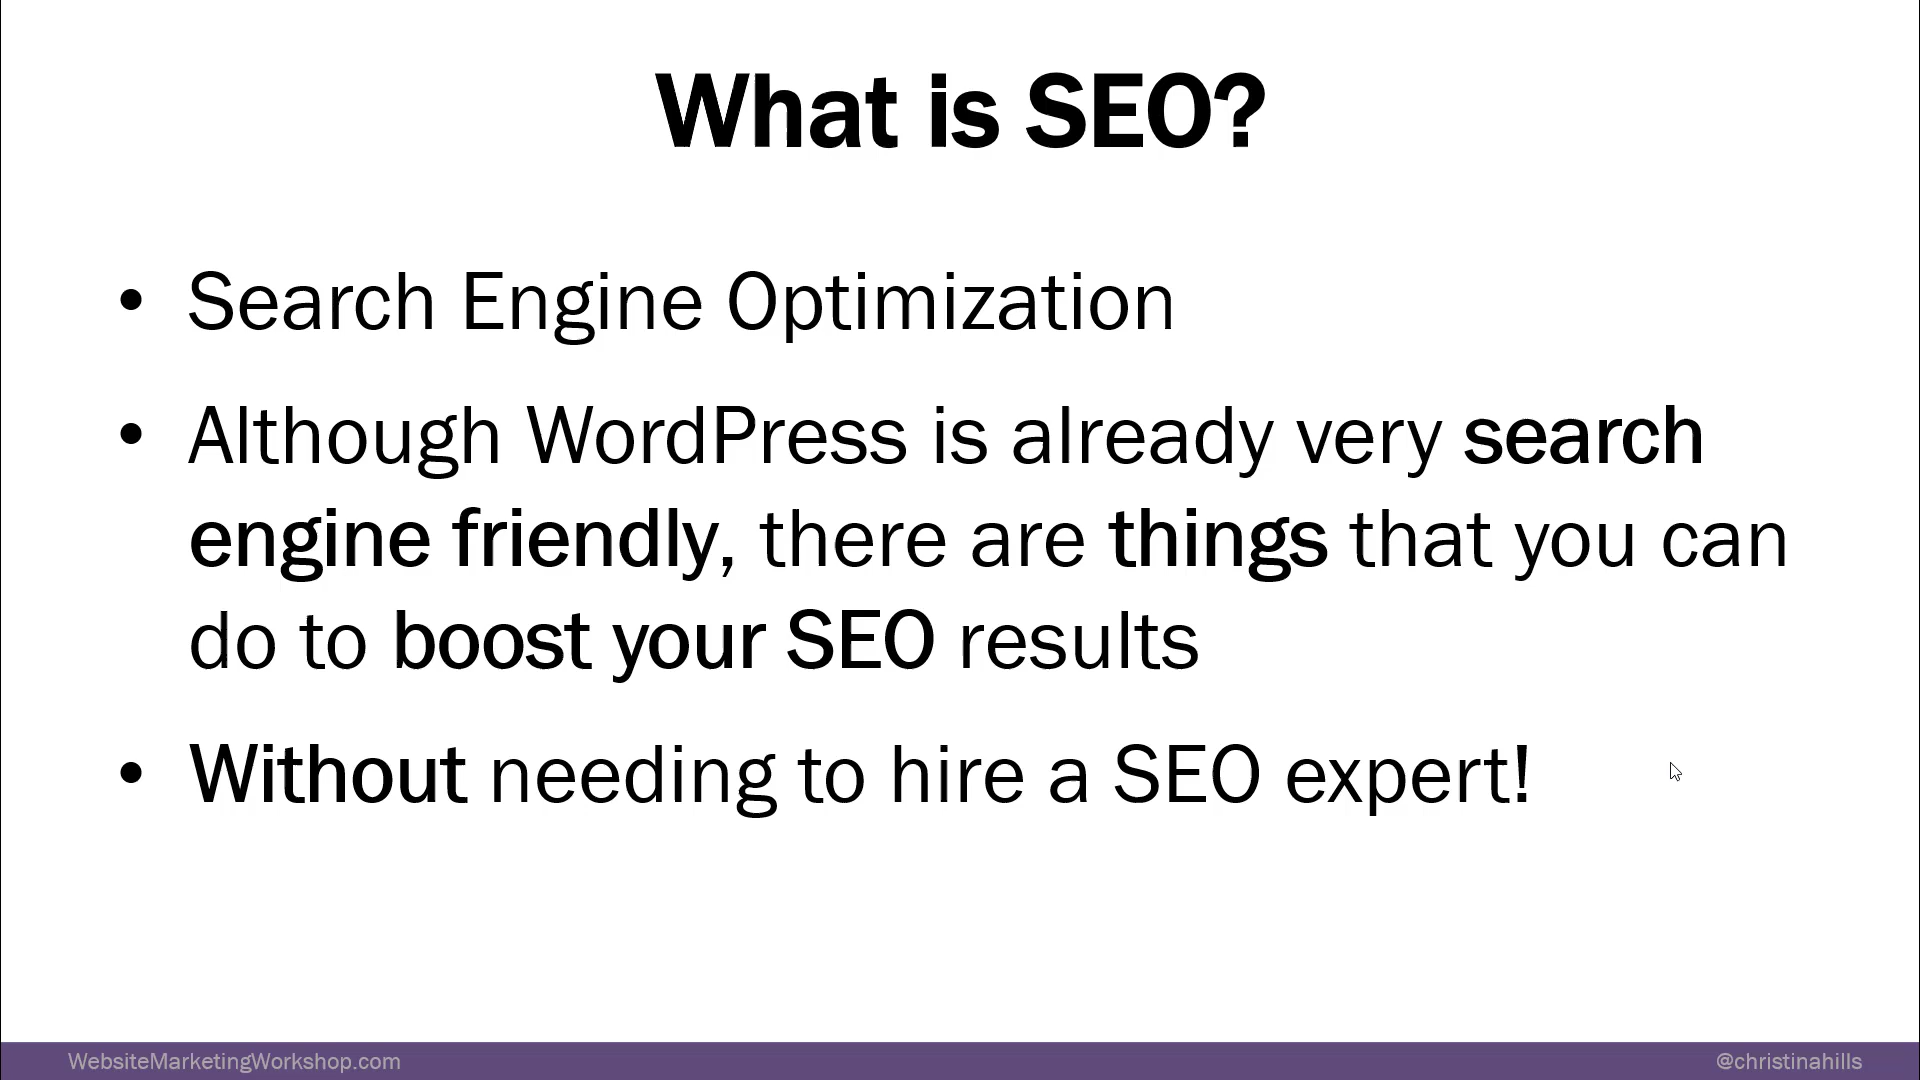 What is SEO?
• Search Engine Optimization
• Although WordPress is already very search
engine friendly, there are things that you can
do to boost your SEO results
• Without needing to hire a SEO expert!
WebsiteMarketingWorkshop.com
@christinahills